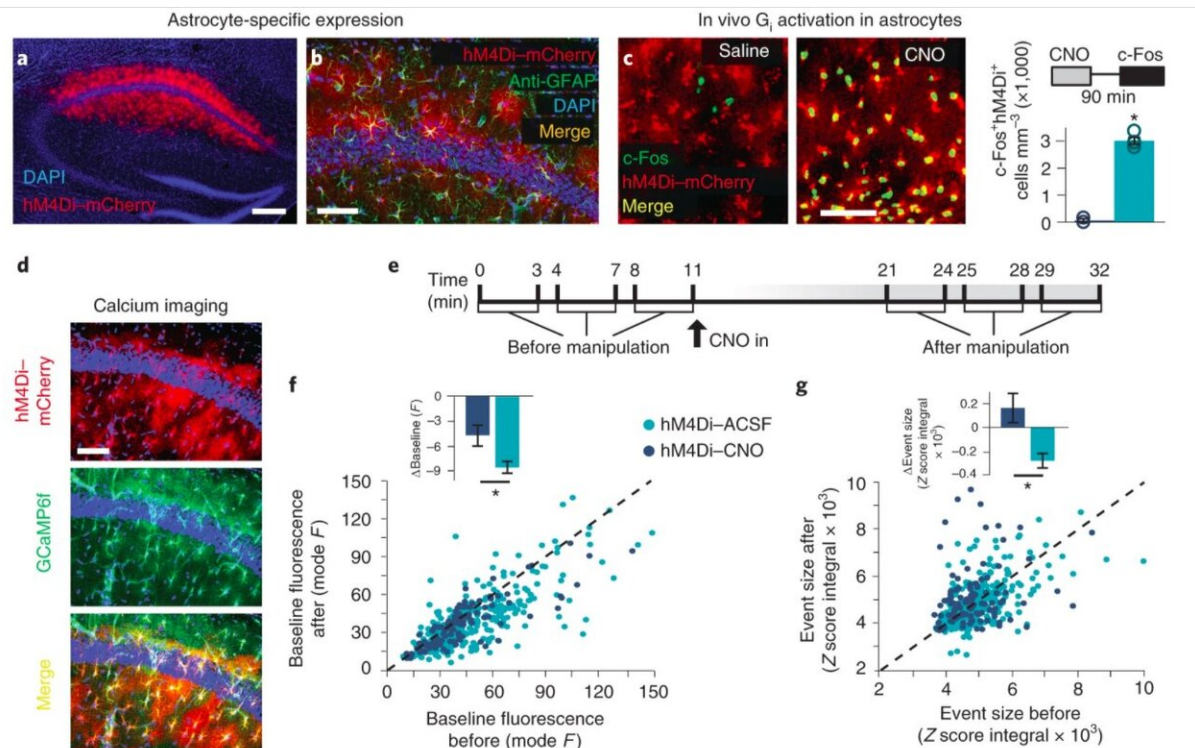 Astrocyte-specific expression
In vivo Gi activation in astrocytes
a
DAPI
hM4Di–mCherry
b
hM4Di–mCherry
Anti-GFAP
DAPI
Merge
c
Saline
c-Fos
hM4Di–mCherry
Merge
CNO
c-Fos+hM4Di+
cells mm−3 (×1,000)
CNO c-Fos
90 min
*
3
2
1
0
d
Calcium imaging
hM4Di–
mCherry
GCaMP6f
Merge
e
Time
(min)
0 3 4 7 8 11 21 24 25 28 29 32
Before manipulation
CNO in
After manipulation
f
ΔBaseline (F)
0
−3
−6
−9
*
hM4Di–ACSF
hM4Di–CNO
Baseline fluorescence
after (mode F)
150
120
90
60
30
0
0 30 60 90 120 150
Baseline fluorescence
before (mode F)
g
ΔEvent size
(Z score integral
× 10³)
0.2
0
−0.4
*
Event size after
(Z score integral × 10³)
10
8
6
4
2
2 4 6 8 10
Event size before
(Z score integral × 10³)